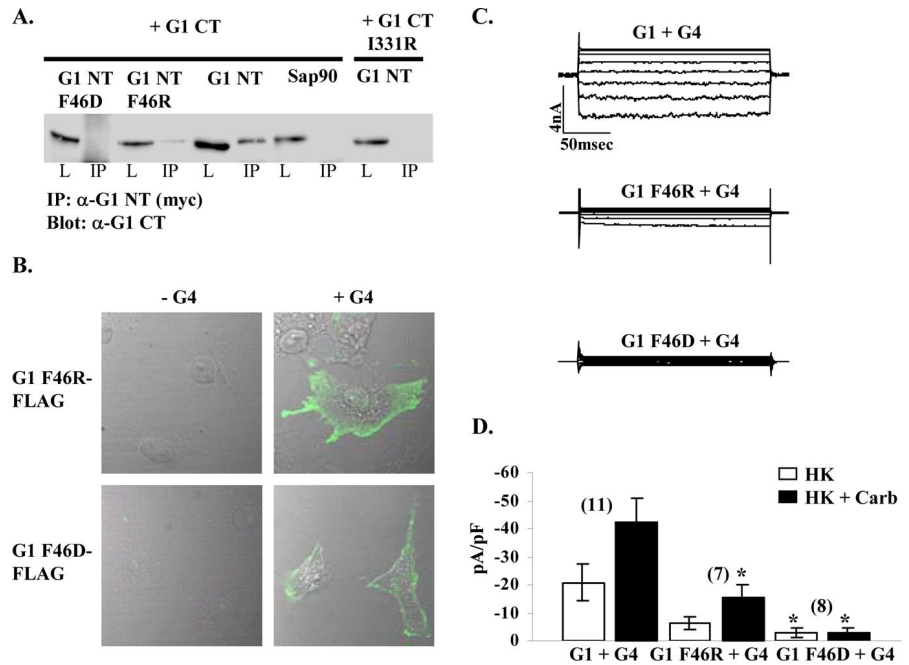 A.
+ G1 CT
+ G1 CT
I331R
G1 NT
F46D
G1 NT
F46R
G1 NT
Sap90
G1 NT
L IP L IP L IP L IP L IP
IP: α-G1 NT (myc)
Blot: α-G1 CT
B.
- G4
+ G4
G1 F46R-
FLAG
G1 F46D-
FLAG
C.
G1 + G4
4nA
50msec
G1 F46R + G4
G1 F46D + G4
D.
-60
-50
-40
-30
-20
-10
0
pA/pF
HK
HK + Carb
(11)
(7) *
* (8) *
G1 + G4 G1 F46R + G4 G1 F46D + G4